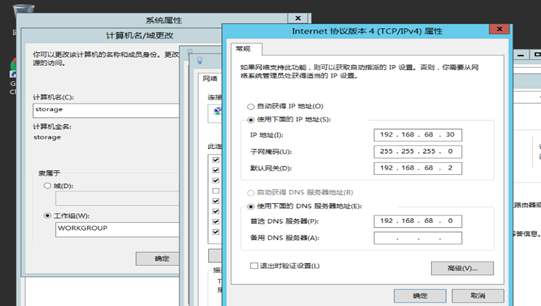 系统属性
计算机名/域更改
你可以更改该计算机的名称和成员身份。更改
源的访问。
计算机名(C):
storage
计算机全名:
storage
隶属于
域(D):
工作组(W):
WORKGROUP
确定
网络
连接
此连
描述
Internet 协议版本 4 (TCP/IPv4) 属性
常规
如果网络支持此功能，则可以获取自动指派的 IP 设置。否则，你需要从网
络系统管理员处获得适当的 IP 设置。
自动获得 IP 地址(O)
使用下面的 IP 地址(S):
IP 地址(I): 192 . 168 . 68 . 30
子网掩码(U): 255 . 255 . 255 . 0
默认网关(D): 192 . 168 . 68 . 2
自动获得 DNS 服务器地址(B)
使用下面的 DNS 服务器地址(E):
首选 DNS 服务器(P): 192 . 168 . 68 . 0
备用 DNS 服务器(A): . . .
退出时验证设置(L)
高级(V)...
确定 取消